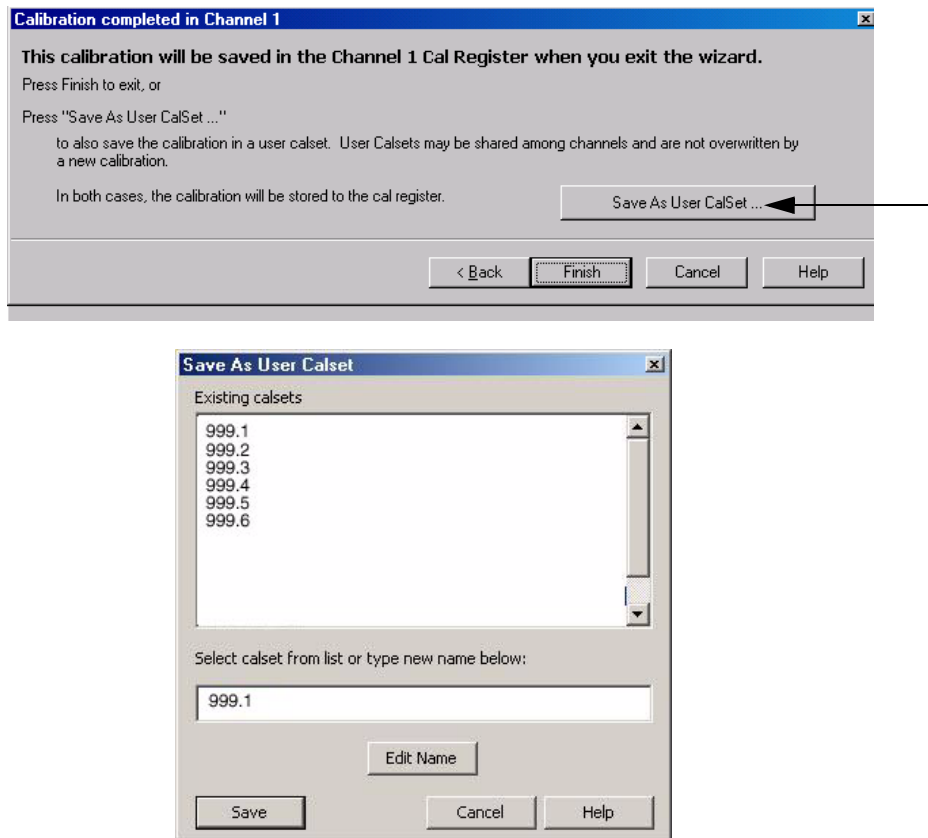 Calibration completed in Channel 1
This calibration will be saved in the Channel 1 Cal Register when you exit the wizard.
Press Finish to exit, or
Press "Save As User CalSet ..."
to also save the calibration in a user calset. User Calsets may be shared among channels and are not overwritten by
a new calibration.
In both cases, the calibration will be stored to the cal register.
Save As User CalSet ...
< Back
Finish
Cancel
Help
Save As User Calset
Existing calsets
999.1
999.2
999.3
999.4
999.5
999.6
Select calset from list or type new name below:
999.1
Edit Name
Save
Cancel
Help